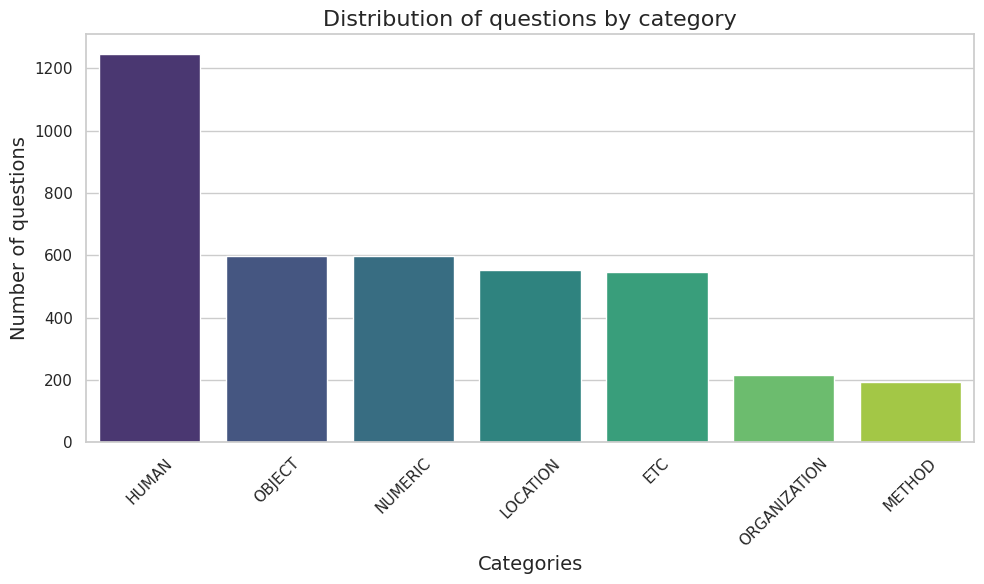 Distribution of questions by category
Number of questions
1200
1000
800
600
400
200
0
HUMAN
OBJECT
NUMERIC
LOCATION
ETC
ORGANIZATION
METHOD
Categories